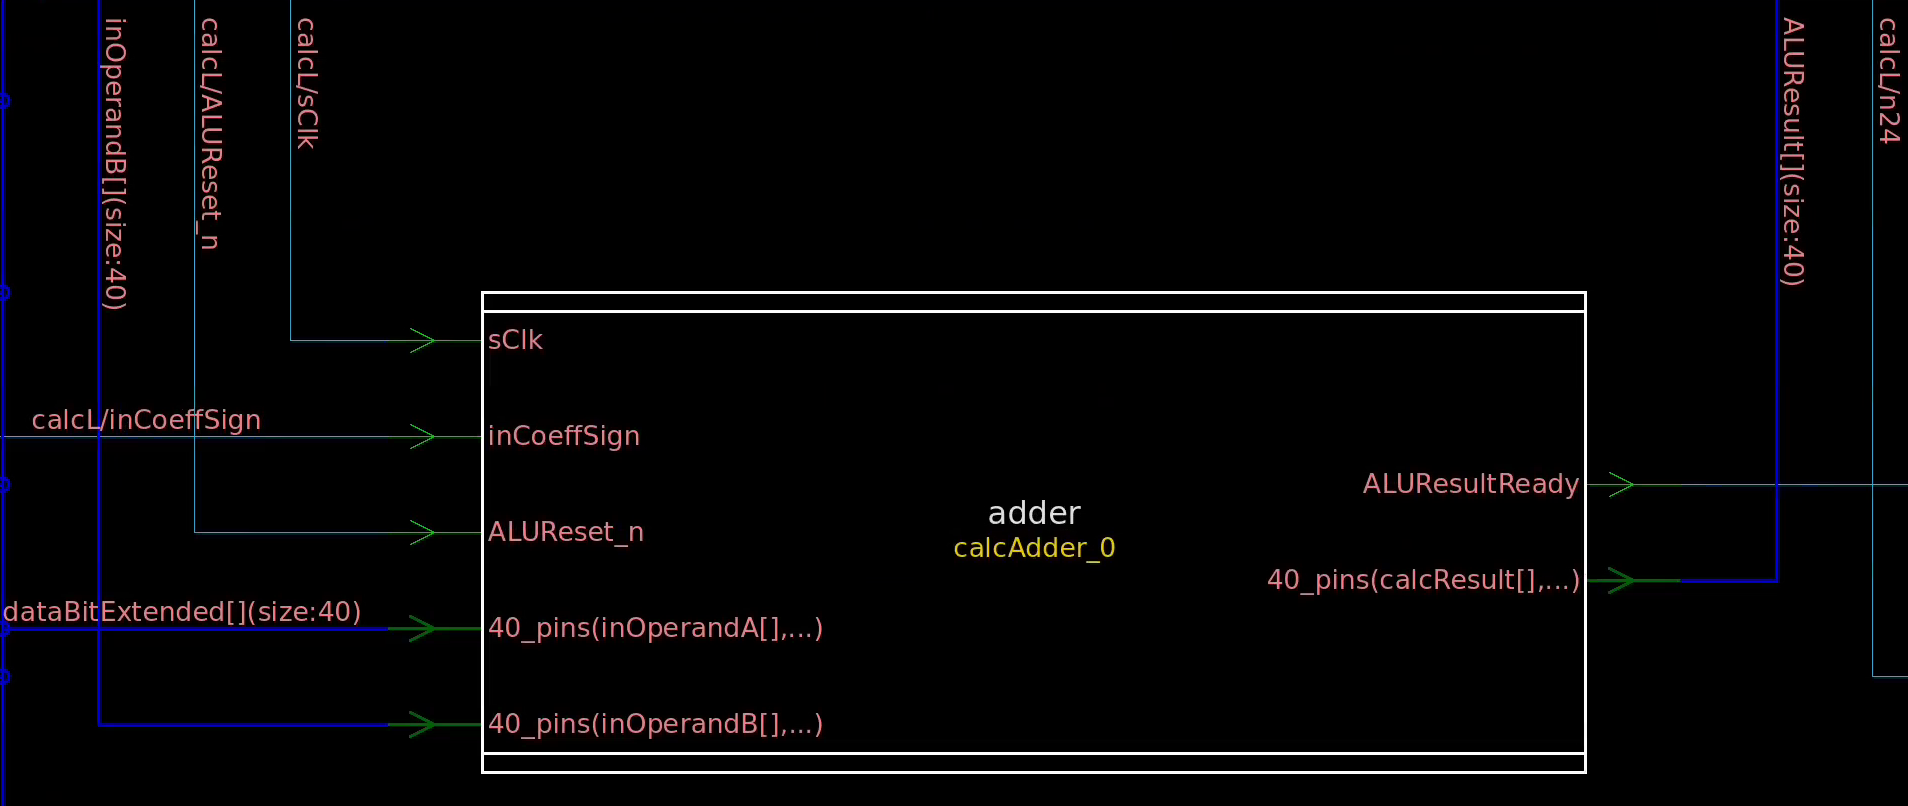 inOperandB[](size:40)
calcL/ALUReset_n
calcL/sClk
ALUResult[](size:40)
calcL/n24
sClk
calcL/inCoeffSign
inCoeffSign
ALUResultReady
adder
ALUReset_n
calcAdder_0
40_pins(calcResult[],...)
dataBitExtended[](size:40)
40_pins(inOperandA[],...)
40_pins(inOperandB[],...)